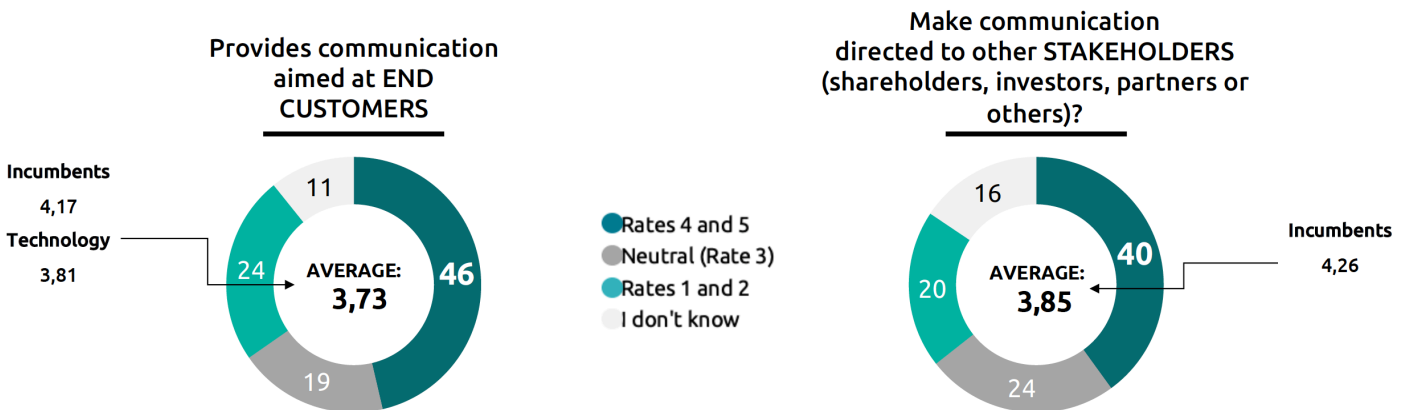 Provides communication
aimed at END
CUSTOMERS
Incumbents
4,17
Technology
3,81
11
24
46
19
AVERAGE:
3,73
Rates 4 and 5
Neutral (Rate 3)
Rates 1 and 2
I don't know
Make communication
directed to other STAKEHOLDERS
(shareholders, investors, partners or
others)?
16
40
20
24
AVERAGE:
3,85
Incumbents
4,26